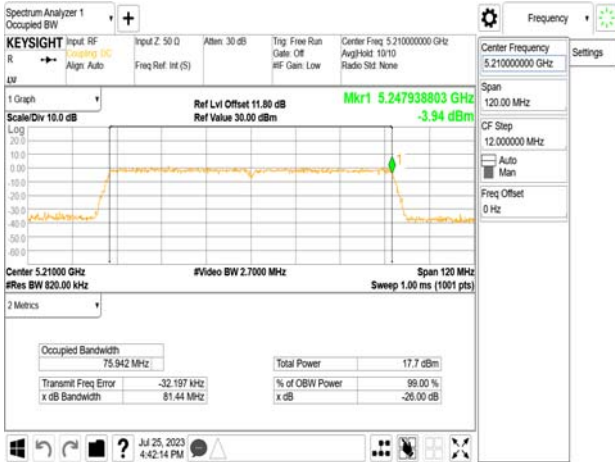 Spectrum Analyzer 1
Occupied BW
Frequency
KEYSIGHT
R
Input: RF
Coupling: DC
Align: Auto
Input Z: 50 Ω
Freq Ref: Int (S)
Atten: 30 dB
Trig: Free Run
Gate: Off
#IF Gain: Low
Center Freq: 5.210000000 GHz
Avg|Hold: 10/10
Radio Std: None
Center Frequency
5.210000000 GHz
Settings
Span
120.00 MHz
CF Step
12.000000 MHz
Auto
Man
Freq Offset
0 Hz
1 Graph
Scale/Div 10.0 dB
Ref Lvl Offset 11.80 dB
Ref Value 30.00 dBm
Mkr1 5.247938803 GHz
-3.94 dBm
Log
20.0
10.0
0.00
-10.0
-20.0
-30.0
-40.0
-50.0
-60.0
1
Center 5.21000 GHz
#Res BW 820.00 kHz
#Video BW 2.7000 MHz
Span 120 MHz
Sweep 1.00 ms (1001 pts)
2 Metrics
Occupied Bandwidth
75.942 MHz
Total Power 17.7 dBm
Transmit Freq Error -32.197 kHz
% of OBW Power 99.00 %
x dB Bandwidth 81.44 MHz
x dB -26.00 dB
?
Jul 25, 2023
4:42:14 PM